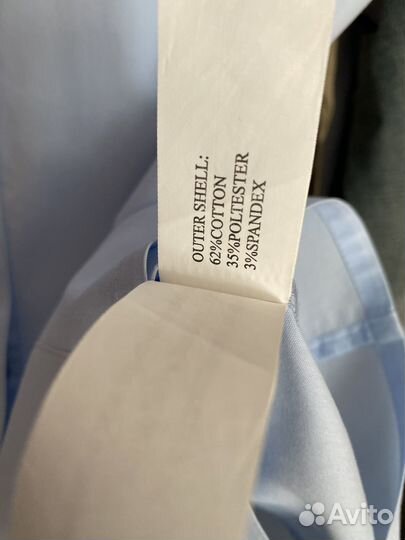 OUTER SHELL:
62%COTTON
35%POLTESTER
3%SPANDEX
Avito